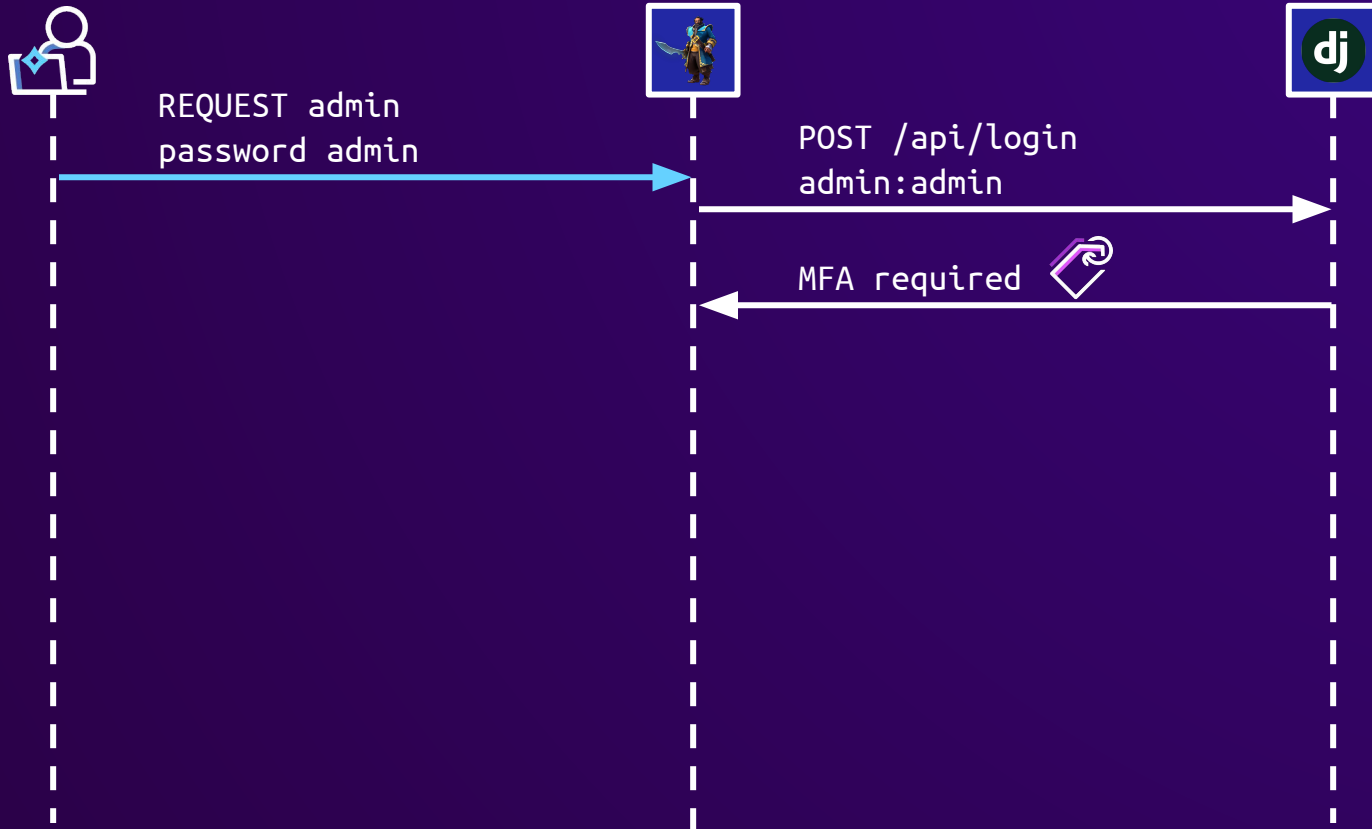 dj
REQUEST admin
password admin
POST /api/login
admin:admin
MFA required